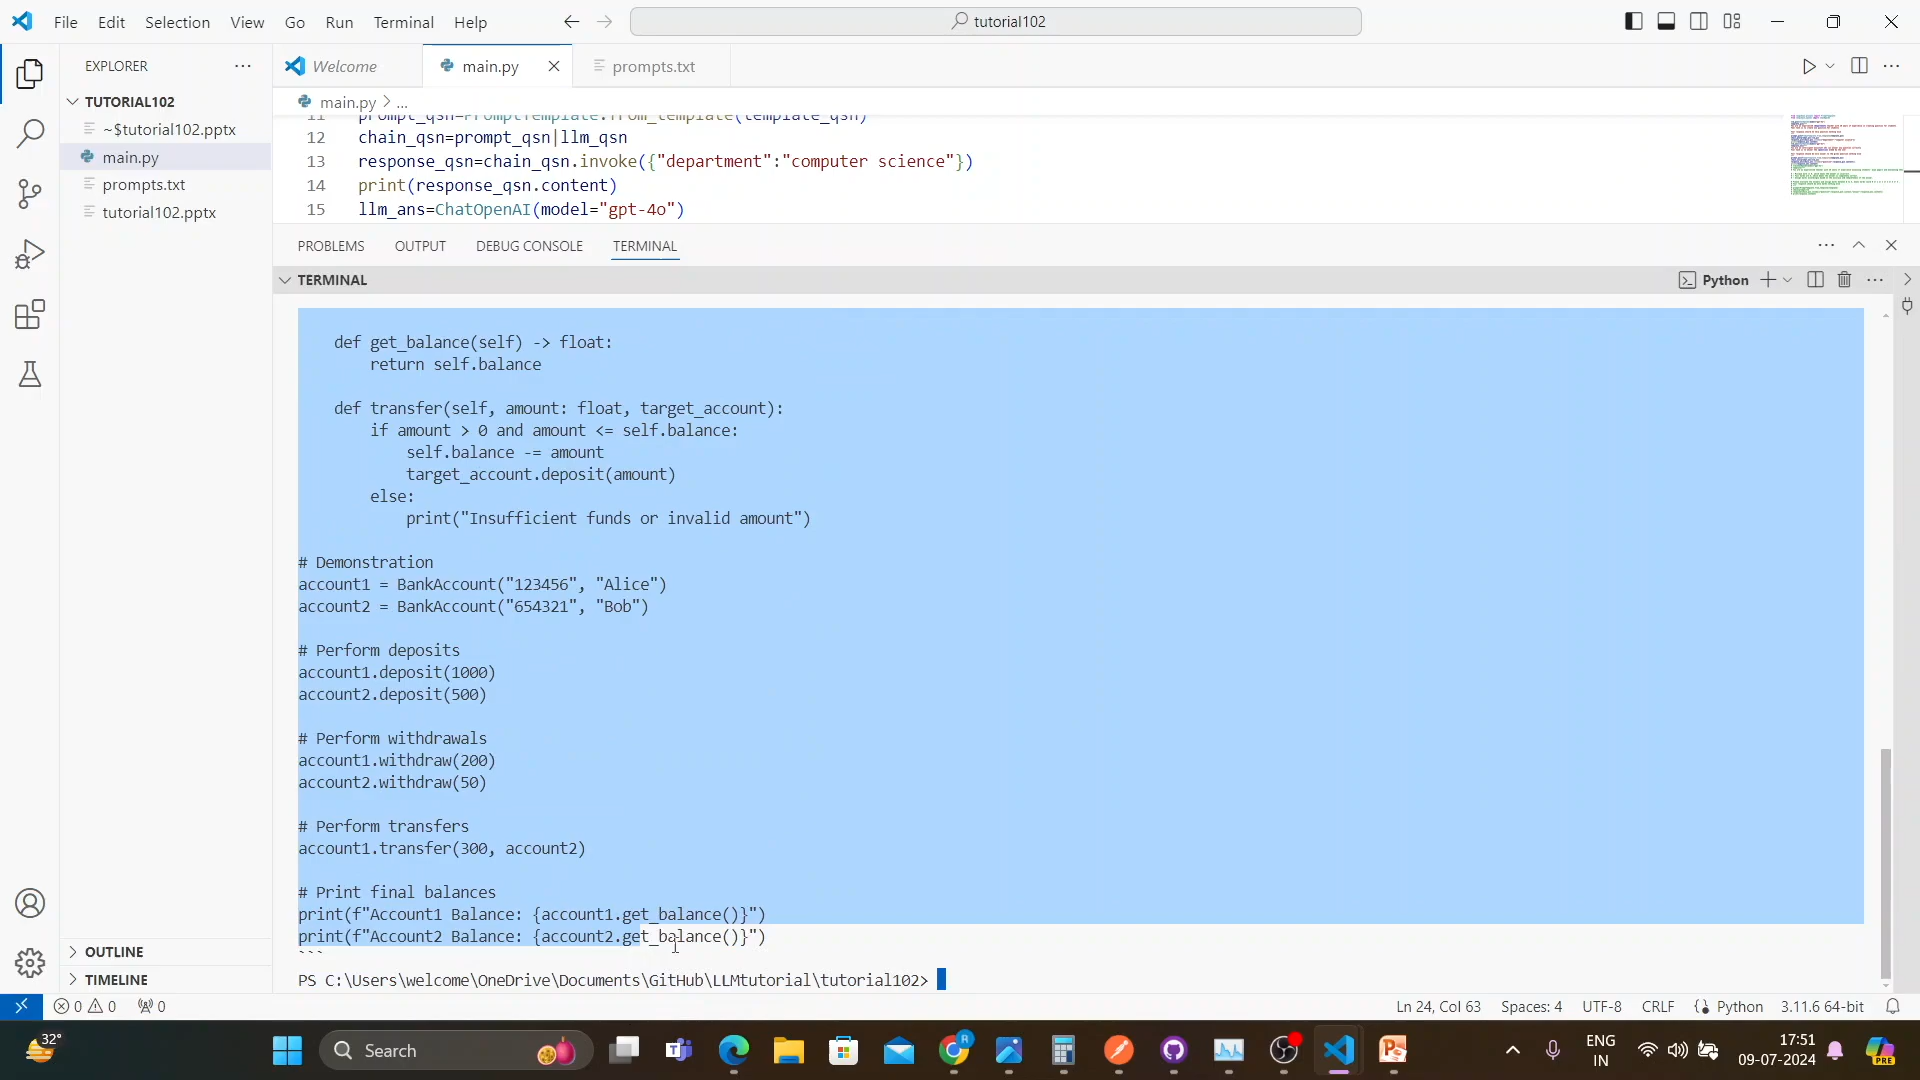 File Edit Selection View Go Run Terminal Help
tutorial102
EXPLORER
Welcome
main.py
prompts.txt
TUTORIAL102
~$tutorial102.pptx
main.py
prompts.txt
tutorial102.pptx
main.py > ...
11 prompt_qsn=PromptTemplate.from_template(template_qsn)
12 chain_qsn=prompt_qsn|llm_qsn
13 response_qsn=chain_qsn.invoke({"department":"computer science"})
14 print(response_qsn.content)
15 llm_ans=ChatOpenAI(model="gpt-4o")
PROBLEMS OUTPUT DEBUG CONSOLE TERMINAL
TERMINAL
Python
def get_balance(self) -> float:
return self.balance
def transfer(self, amount: float, target_account):
if amount > 0 and amount <= self.balance:
self.balance -= amount
target_account.deposit(amount)
else:
print("Insufficient funds or invalid amount")
# Demonstration
account1 = BankAccount("123456", "Alice")
account2 = BankAccount("654321", "Bob")
# Perform deposits
account1.deposit(1000)
account2.deposit(500)
# Perform withdrawals
account1.withdraw(200)
account2.withdraw(50)
# Perform transfers
account1.transfer(300, account2)
# Print final balances
print(f"Account1 Balance: {account1.get_balance()}")
print(f"Account2 Balance: {account2.get_balance()}")
```
PS C:\Users\welcome\OneDrive\Documents\GitHub\LLMtutorial\tutorial102>
OUTLINE
TIMELINE
0 0 0
Ln 24, Col 63 Spaces: 4 UTF-8 CRLF Python 3.11.6 64-bit
32°
Search
R
ENG
IN
17:51
09-07-2024
PRE